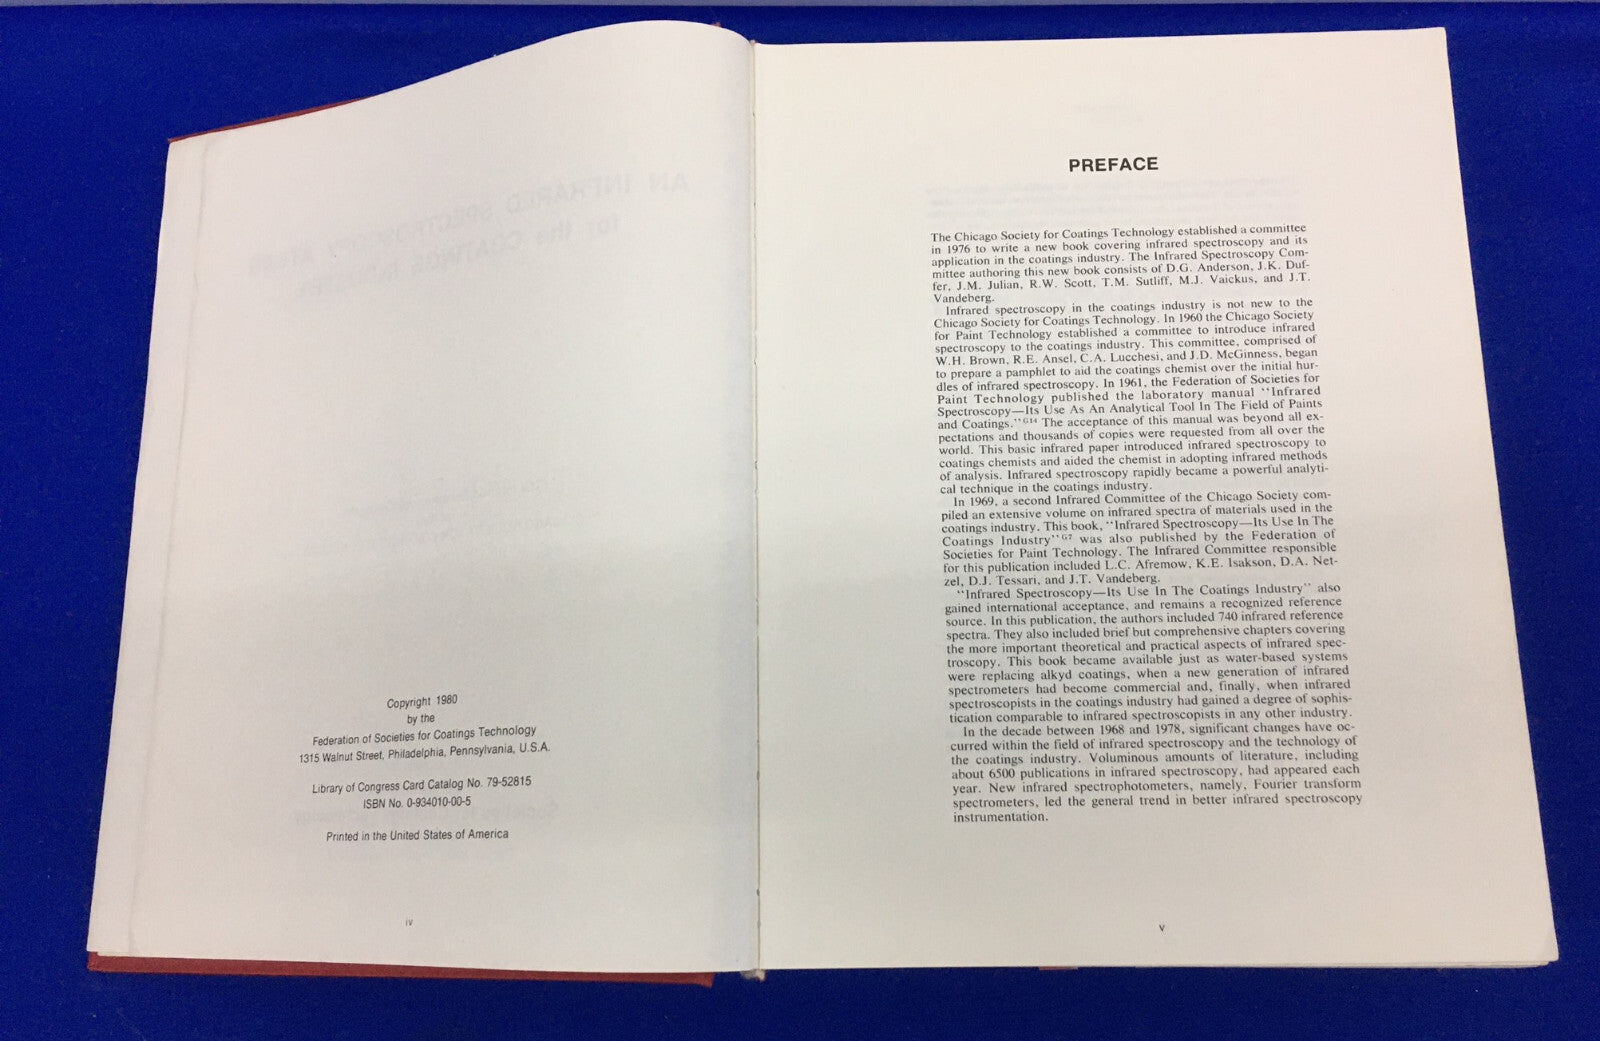 Copyright 1980
by the
Federation of Societies for Coatings Technology
1315 Walnut Street, Philadelphia, Pennsylvania, U.S.A.
Library of Congress Card Catalog No. 79-52815
ISBN No. 0-934010-00-5
Printed in the United States of America
iv
PREFACE
The Chicago Society for Coatings Technology established a committee
in 1976 to write a new book covering infrared spectroscopy and its
application in the coatings industry. The Infrared Spectroscopy Com-
mittee authoring this new book consists of D.G. Anderson, J.K. Duf-
fer, J.M. Julian, R.W. Scott, T.M. Sutliff, M.J. Vaickus, and J.T.
Vandeberg.
Infrared spectroscopy in the coatings industry is not new to the
Chicago Society for Coatings Technology. In 1960 the Chicago Society
for Paint Technology established a committee to introduce infrared
spectroscopy to the coatings industry. This committee, comprised of
W.H. Brown, R.E. Ansel, C.A. Lucchesi, and J.D. McGinness, began
to prepare a pamphlet to aid the coatings chemist over the initial hur-
dles of infrared spectroscopy. In 1961, the Federation of Societies for
Paint Technology published the laboratory manual "Infrared
Spectroscopy—Its Use As An Analytical Tool In The Field of Paints
and Coatings."G14 The acceptance of this manual was beyond all ex-
pectations and thousands of copies were requested from all over the
world. This basic infrared paper introduced infrared spectroscopy to
coatings chemists and aided the chemist in adopting infrared methods
of analysis. Infrared spectroscopy rapidly became a powerful analyti-
cal technique in the coatings industry.
In 1969, a second Infrared Committee of the Chicago Society com-
piled an extensive volume on infrared spectra of materials used in the
coatings industry. This book, "Infrared Spectroscopy—Its Use In The
Coatings Industry"G7 was also published by the Federation of
Societies for Paint Technology. The Infrared Committee responsible
for this publication included L.C. Afremow, K.E. Isakson, D.A. Net-
zel, D.J. Tessari, and J.T. Vandeberg.
"Infrared Spectroscopy—Its Use In The Coatings Industry" also
gained international acceptance, and remains a recognized reference
source. In this publication, the authors included 740 infrared reference
spectra. They also included brief but comprehensive chapters covering
the more important theoretical and practical aspects of infrared spec-
troscopy. This book became available just as water-based systems
were replacing alkyd coatings, when a new generation of infrared
spectrometers had become commercial and, finally, when infrared
spectroscopists in the coatings industry had gained a degree of sophis-
tication comparable to infrared spectroscopists in any other industry.
In the decade between 1968 and 1978, significant changes have oc-
curred within the field of infrared spectroscopy and the technology of
the coatings industry. Voluminous amounts of literature, including
about 6500 publications in infrared spectroscopy, had appeared each
year. New infrared spectrophotometers, namely, Fourier transform
spectrometers, led the general trend in better infrared spectroscopy
instrumentation.
v